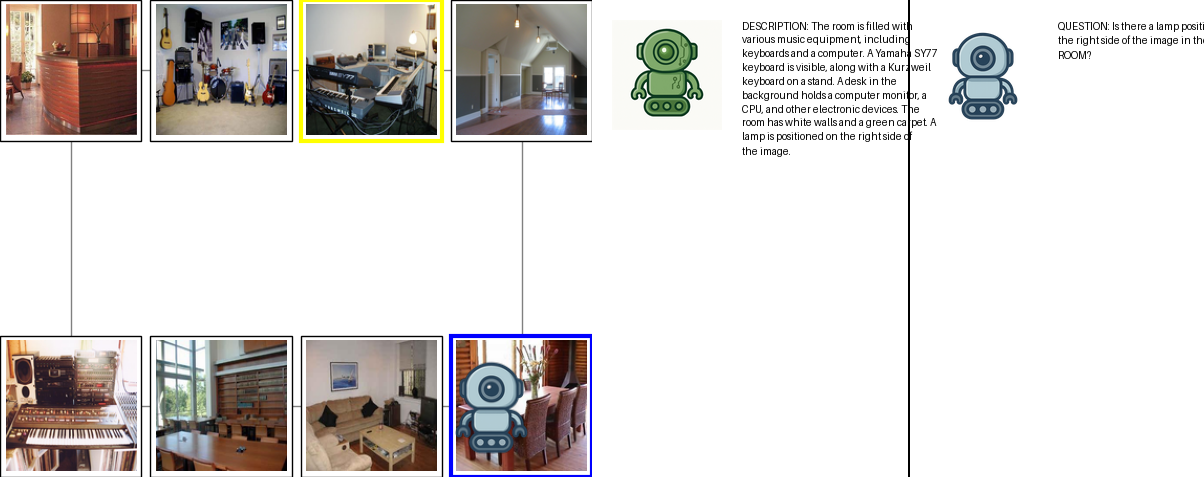 DESCRIPTION: The room is filled with
various music equipment, including
keyboards and a computer. A Yamaha SY77
keyboard is visible, along with a Kurzweil
keyboard on a stand. A desk in the
background holds a computer monitor, a
CPU, and other electronic devices. The
room has white walls and a green carpet. A
lamp is positioned on the right side of
the image.
QUESTION: Is there a lamp positi
the right side of the image in the
ROOM?